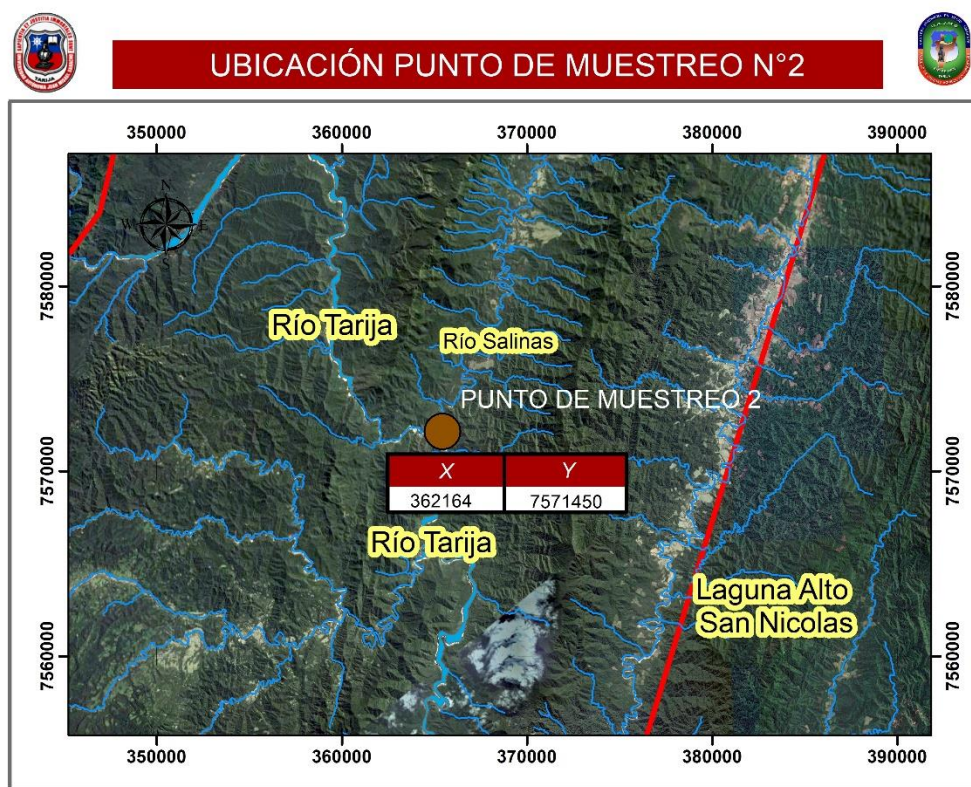 UBICACIÓN PUNTO DE MUESTREO N°2
TARIJA
350000 360000 370000 380000 390000
N
W E
S
7580000 7580000
Río Tarija
Río Salinas
PUNTO DE MUESTREO 2
7570000 7570000
X Y
362164 7571450
Río Tarija
Laguna Alto
San Nicolas
7560000 7560000
350000 360000 370000 380000 390000